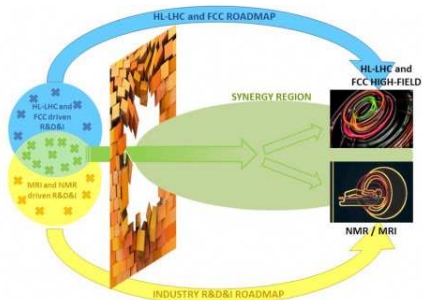 HL-LHC and FCC ROADMAP
HL-LHC and
FCC HIGH-FIELD
HL-LHC and
FCC driven
R&D&I
SYNERGY REGION
MRI and NMR
driven R&D&I
NMR / MRI
INDUSTRY R&D&I ROADMAP